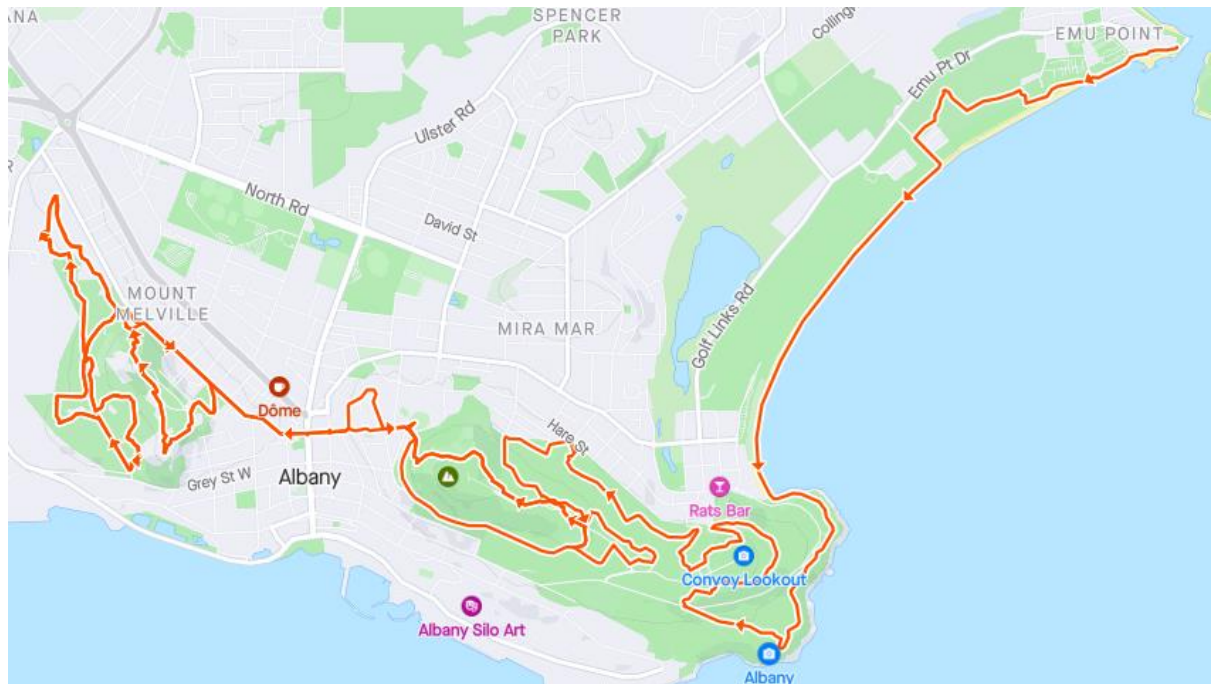 ANA
SPENCER
PARK
Colling
EMU POINT
Emu Pt Dr
Ulster Rd
R
North Rd
David St
MOUNT
MELVILLE
MIRA MAR
Golf Links Rd
Dôme
Hare St
Grey St W
Albany
Rats Bar
Convoy Lookout
Albany Silo Art
Albany